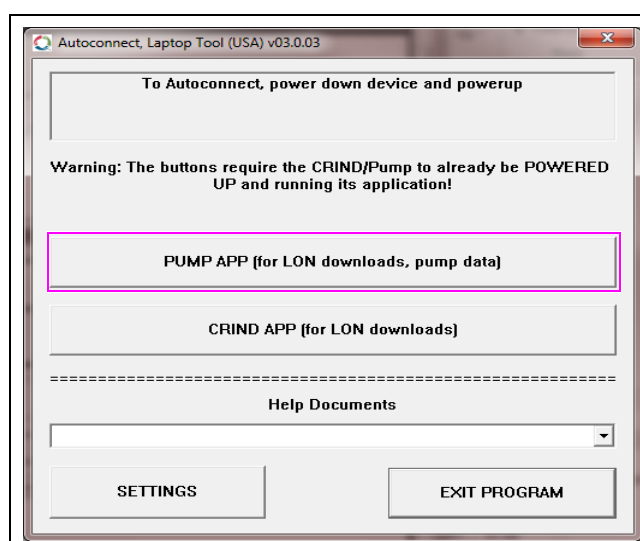 Autoconnect, Laptop Tool (USA) v03.0.03
To Autoconnect, power down device and powerup
Warning: The buttons require the CRIND/Pump to already be POWERED
UP and running its application!
PUMP APP (for LON downloads, pump data)
CRIND APP (for LON downloads)
============================================================
Help Documents
SETTINGS
EXIT PROGRAM